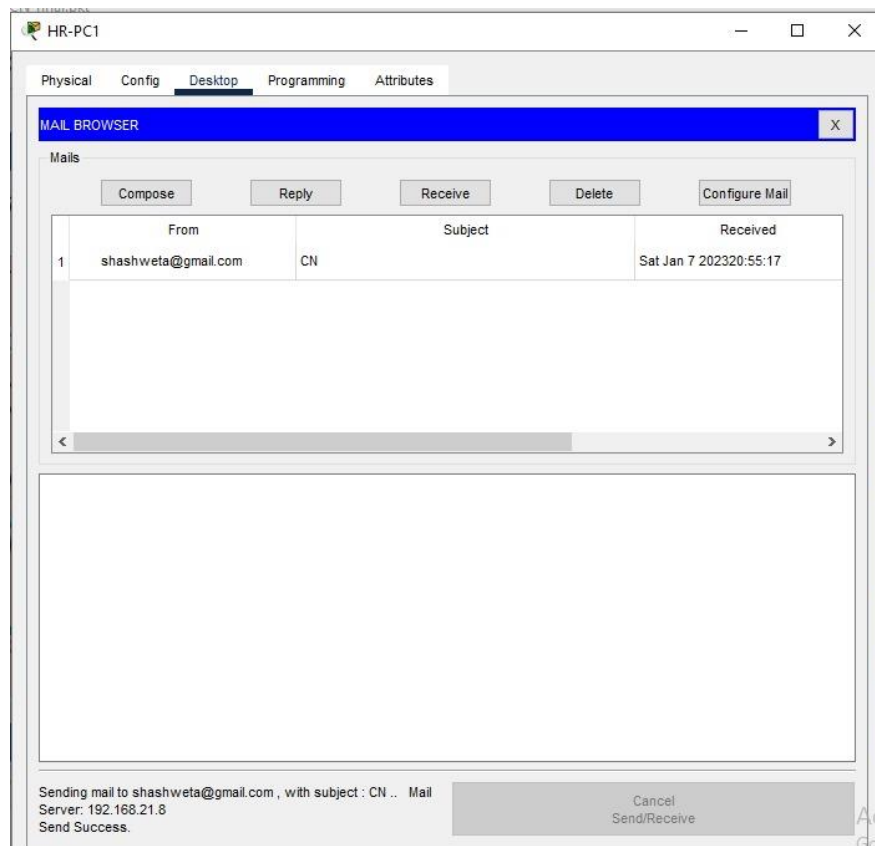 HR-PC1
Physical Config Desktop Programming Attributes
MAIL BROWSER X
Mails
Compose Reply Receive Delete Configure Mail
From Subject Received
1 shashweta@gmail.com CN Sat Jan 7 202320:55:17
Sending mail to shashweta@gmail.com , with subject : CN .. Mail
Server: 192.168.21.8
Send Success.
Cancel
Send/Receive